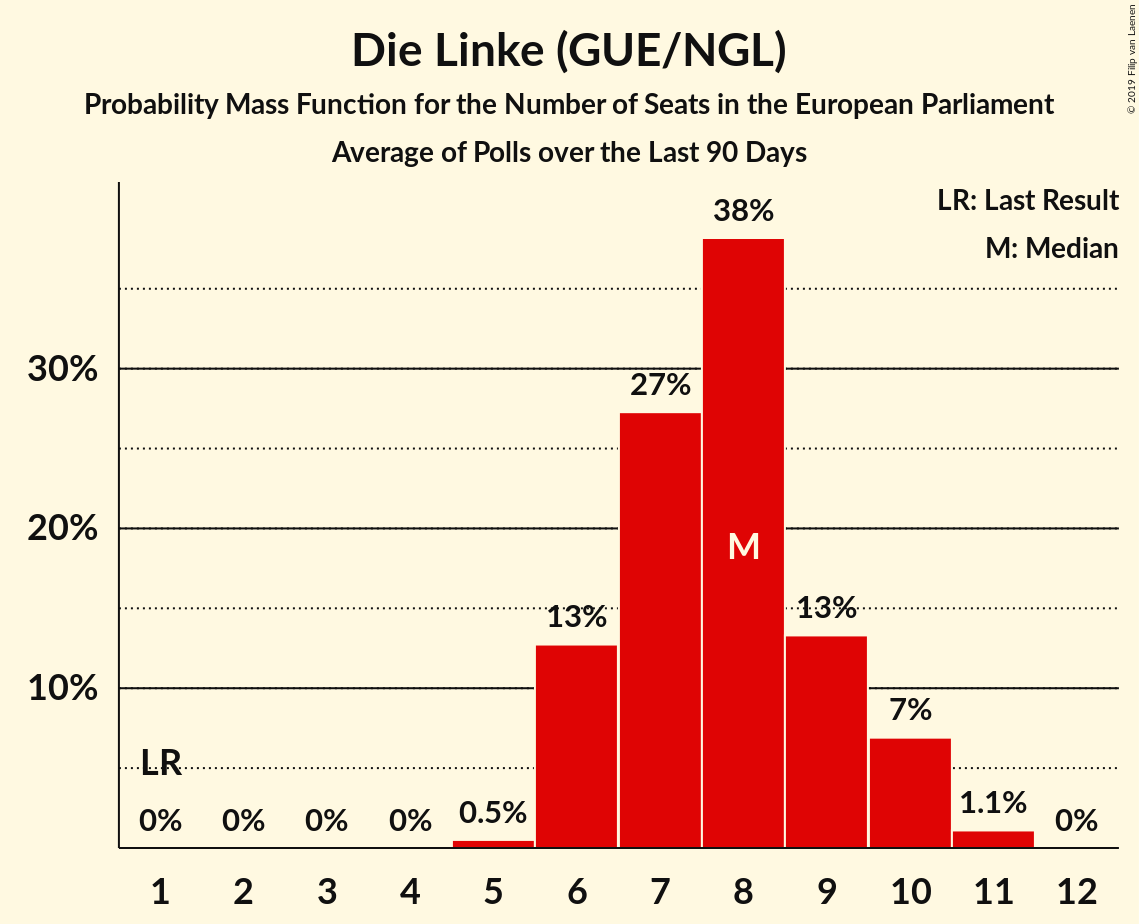 Die Linke (GUE/NGL)
Probability Mass Function for the Number of Seats in the European Parliament
Average of Polls over the Last 90 Days
© 2019 Filip van Laenen
LR: Last Result
M: Median
38%
30%
27%
20%
M
13%
13%
10%
7%
LR
0%
0%
0%
0%
0.5%
1.1%
0%
1 2 3 4 5 6 7 8 9 10 11 12